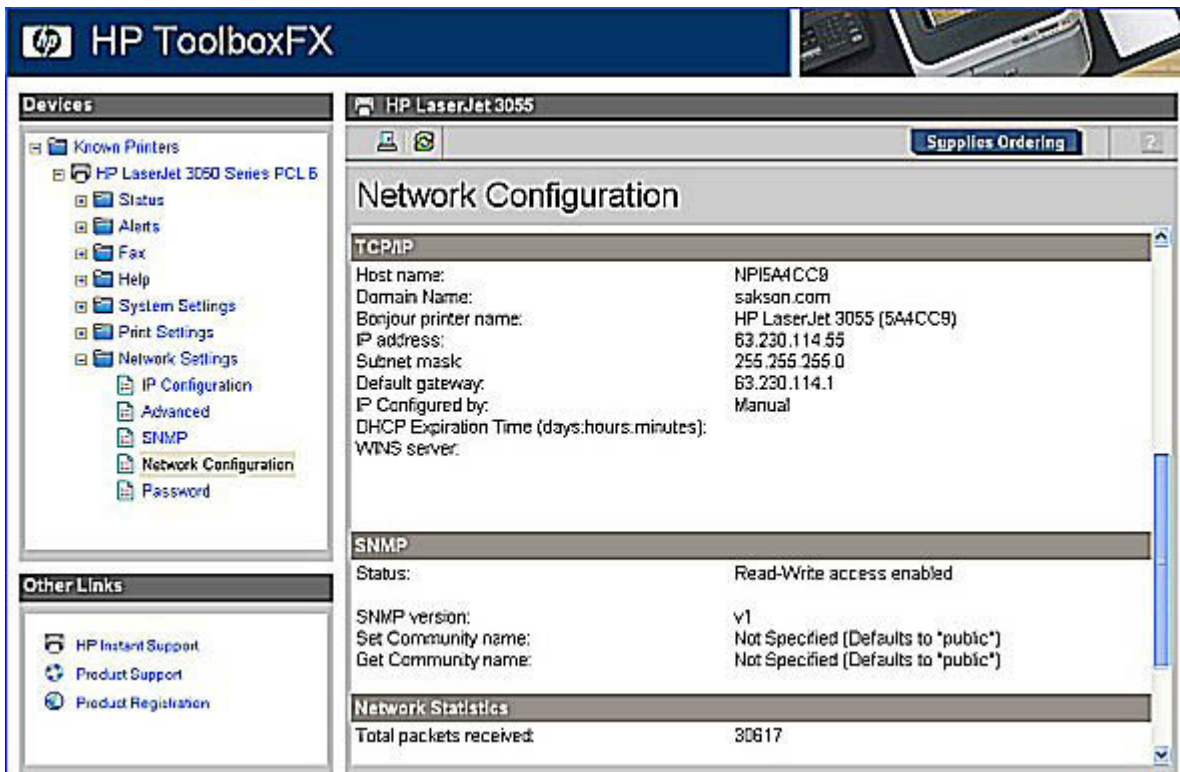 hp HP ToolboxFX
Devices
Known Printers
HP LaserJet 3050 Series PCL 6
Status
Alerts
Fax
Help
System Settings
Print Settings
Network Settings
IP Configuration
Advanced
SNMP
Network Configuration
Password
Other Links
HP Instant Support
Product Support
Product Registration
HP LaserJet 3055
Supplies Ordering ?
Network Configuration
TCP/IP
Host name: NPI5A4CC9
Domain Name: sakson.com
Bonjour printer name: HP LaserJet 3055 (5A4CC9)
IP address: 63.230.114.55
Subnet mask: 255.255.255.0
Default gateway: 63.230.114.1
IP Configured by: Manual
DHCP Expiration Time (days:hours:minutes):
WINS server:
SNMP
Status: Read-Write access enabled
SNMP version: v1
Set Community name: Not Specified (Defaults to "public")
Get Community name: Not Specified (Defaults to "public")
Network Statistics
Total packets received: 30617